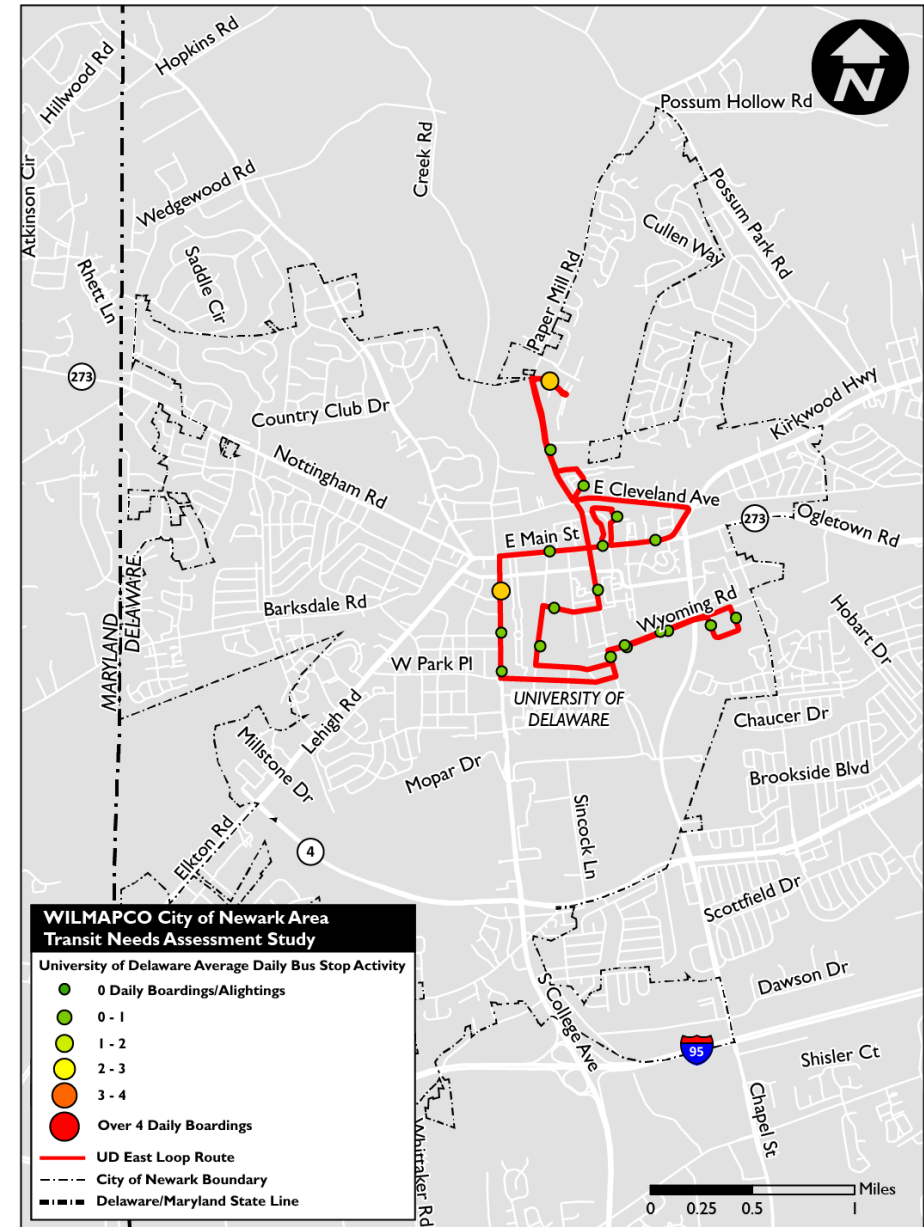 Hopkins Rd
Hillwood Rd
N
Possum Hollow Rd
Creek Rd
Atkinson Cir
Wedgewood Rd
Possum Park Rd
Cullen Way
Saddle Cir
Rhett Ln
Paper Mill Rd
273
Country Club Dr
Kirkwood Hwy
Nottingham Rd
E Cleveland Ave
273
Ogletown Rd
E Main St
MARYLAND
DELAWARE
Barksdale Rd
Wyoming Rd
Hobart Dr
W Park Pl
UNIVERSITY OF
DELAWARE
Lehigh Rd
Chaucer Dr
Millstone Dr
Mopar Dr
Brookside Blvd
Sincock Ln
Elkton Rd
4
Scottfield Dr
WILMAPCO City of Newark Area
Transit Needs Assessment Study
University of Delaware Average Daily Bus Stop Activity
0 Daily Boardings/Alightings
0 - 1
1 - 2
2 - 3
3 - 4
Over 4 Daily Boardings
UD East Loop Route
City of Newark Boundary
Delaware/Maryland State Line
S College Ave
Dawson Dr
95
Shisler Ct
Chapel St
Whittaker Rd
Miles
0 0.25 0.5 1